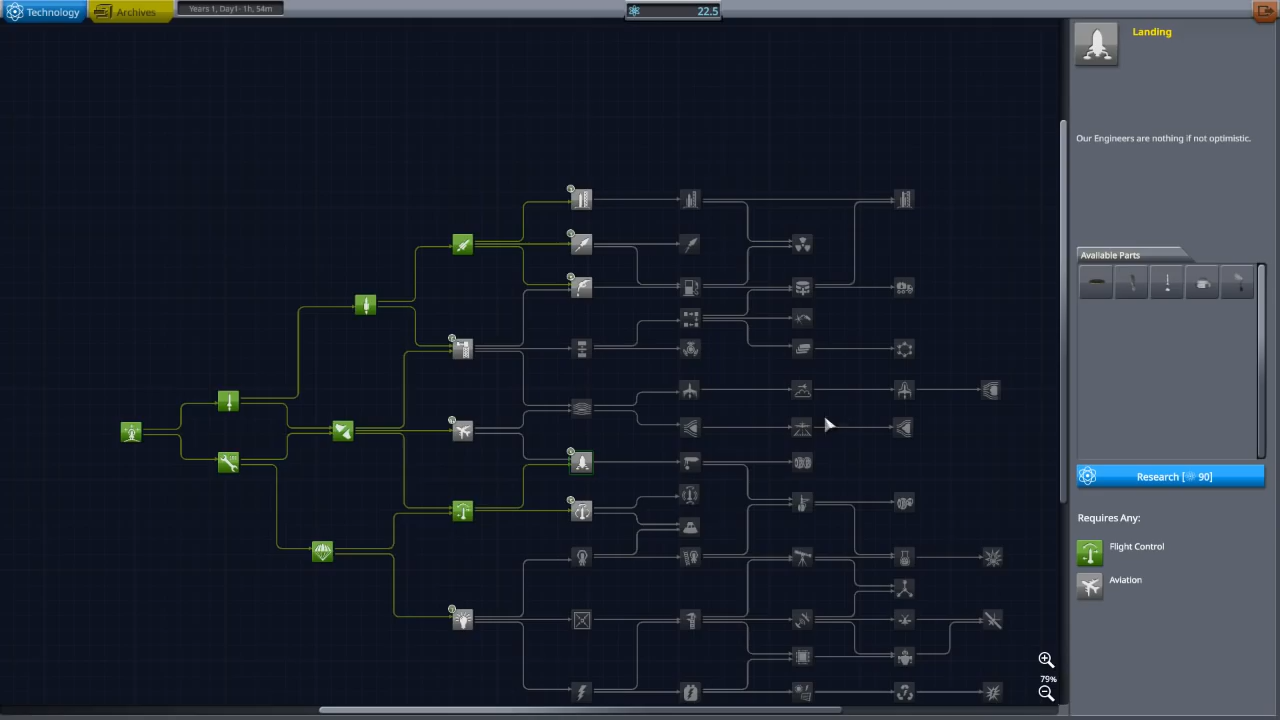 Technology
Archives
Years 1, Day1- 1h, 54m
22.5
Landing
Our Engineers are nothing if not optimistic.
Available Parts
Research [ 90]
Requires Any:
Flight Control
Aviation
79%